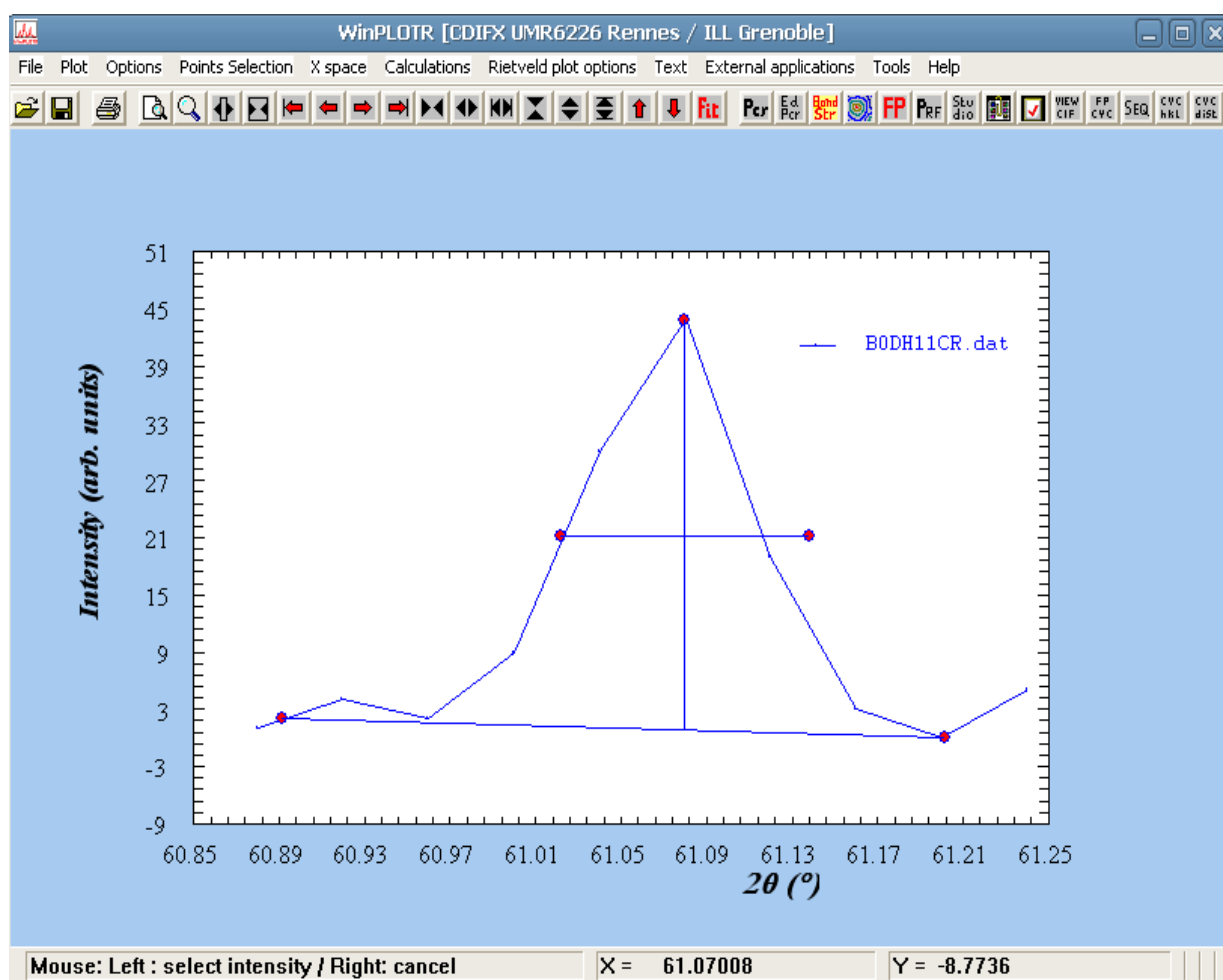 WinPLOTR [CDIFX UMR6226 Rennes / ILL Grenoble]
File Plot Options Points Selection X space Calculations Rietveld plot options Text External applications Tools Help
Fit Pcr Ed. Pcr Bond Str FP PRF Stu dio VIEW CIF FP CYC SEQ CYC hkl CYC dist
51
45
B0DH11CR.dat
39
33
27
21
15
9
3
-3
-9
Intensity (arb. units)
60.85 60.89 60.93 60.97 61.01 61.05 61.09 61.13 61.17 61.21 61.25
2θ (°)
Mouse: Left : select intensity / Right: cancel X = 61.07008 Y = -8.7736